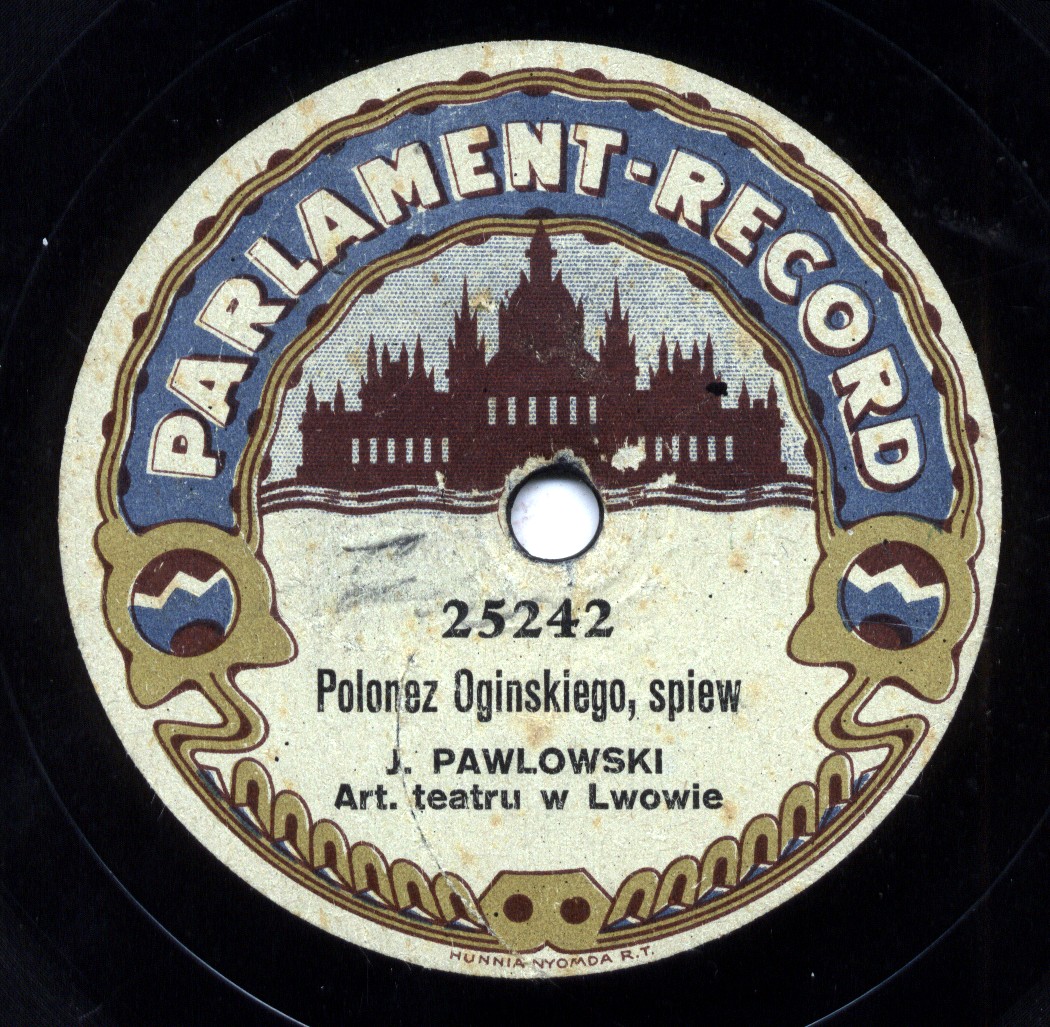 PARLAMENT-RECORD
25242
Polonez Oginskiego, spiew
J. PAWLOWSKI
Art. teatru w Lwowie
HUNNIA NYOMDA R.T.